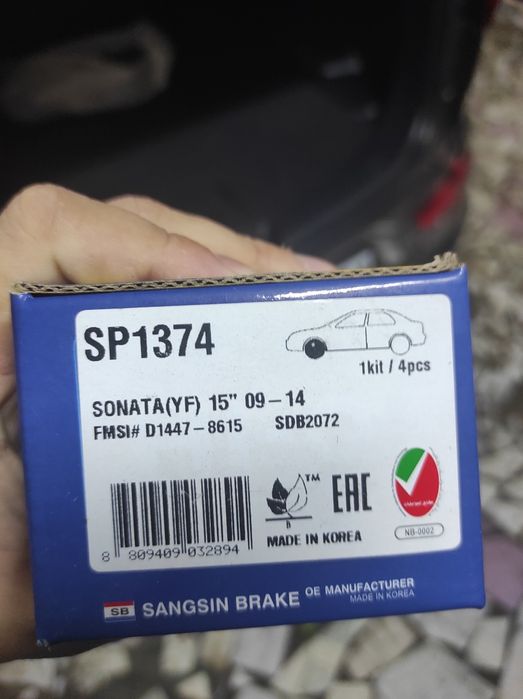 SP1374
1kit / 4pcs
SONATA(YF) 15" 09-14
FMSI# D1447-8615 SDB2072
TM
EAC
B
MADE IN KOREA
NB-0002
8 809409 032894
SB SANGSIN BRAKE OE MANUFACTURER
MADE IN KOREA